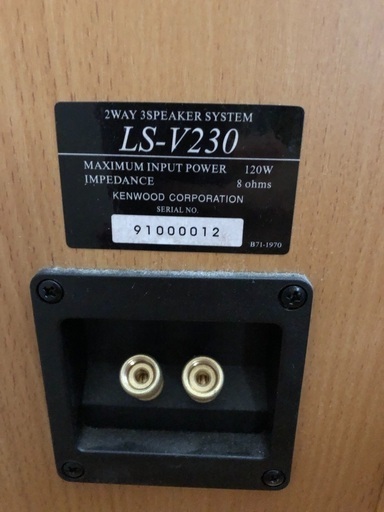 2WAY 3SPEAKER SYSTEM
LS-V230
MAXIMUM INPUT POWER 120W
IMPEDANCE 8 ohms
KENWOOD CORPORATION
SERIAL NO.
91000012
B71-1970